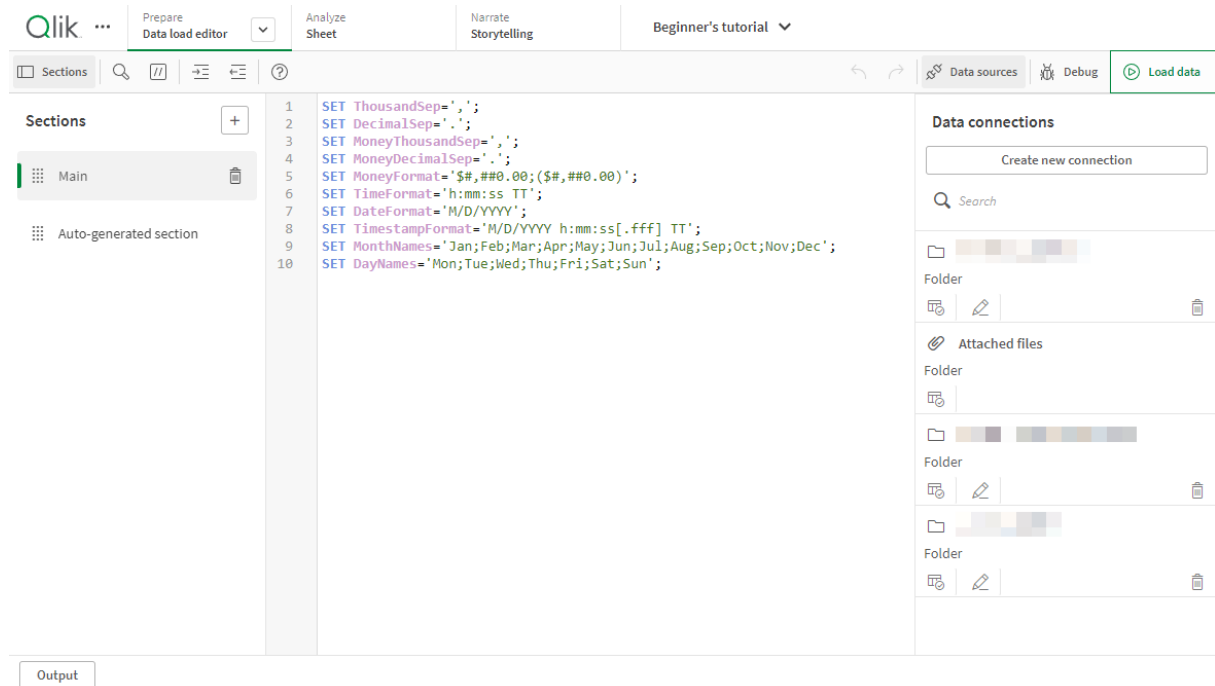 Qlik
Prepare
Data load editor
Analyze
Sheet
Narrate
Storytelling
Beginner's tutorial
Sections
//
?
Data sources
Debug
Load data
Sections
+
Main
Auto-generated section
1 SET ThousandSep=',';
2 SET DecimalSep='.';
3 SET MoneyThousandSep=',';
4 SET MoneyDecimalSep='.';
5 SET MoneyFormat='$#,##0.00;($#,##0.00)';
6 SET TimeFormat='h:mm:ss TT';
7 SET DateFormat='M/D/YYYY';
8 SET TimestampFormat='M/D/YYYY h:mm:ss[.fff] TT';
9 SET MonthNames='Jan;Feb;Mar;Apr;May;Jun;Jul;Aug;Sep;Oct;Nov;Dec';
10 SET DayNames='Mon;Tue;Wed;Thu;Fri;Sat;Sun';
Data connections
Create new connection
Search
Folder
Attached files
Folder
Folder
Folder
Output